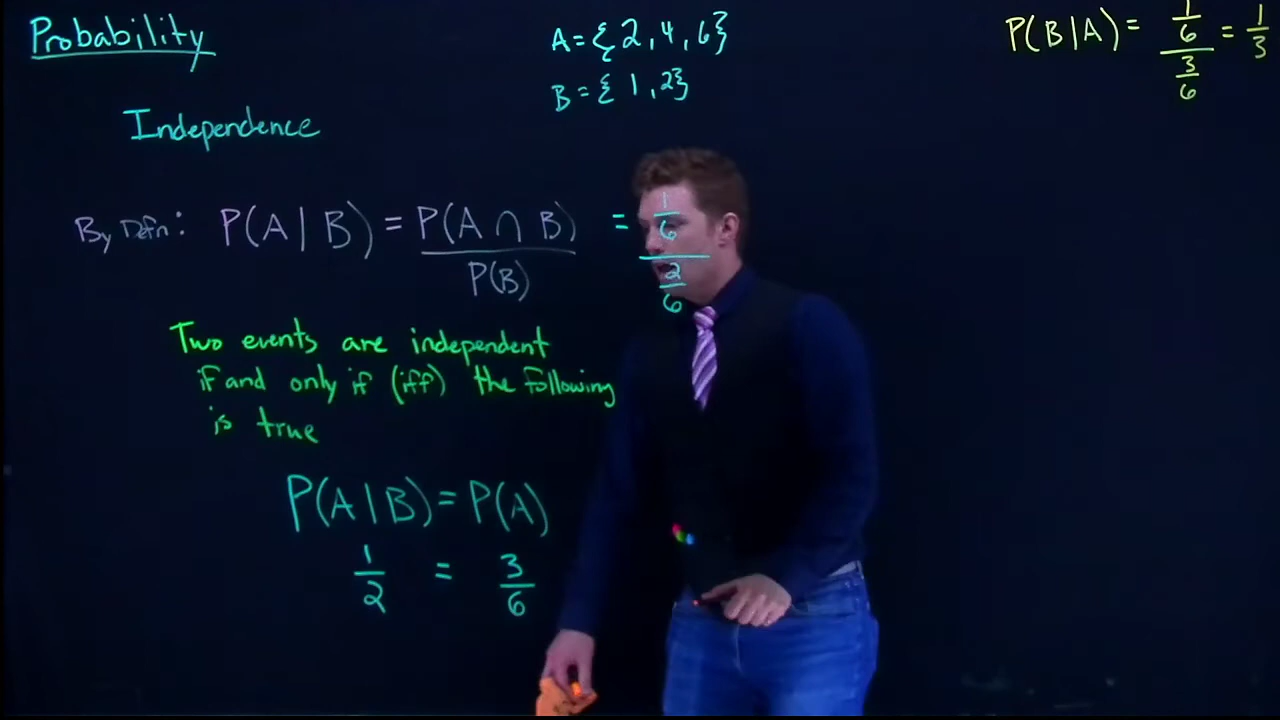 Probability
A = {2, 4, 6}
B = {1, 2}
P(B|A) = 1/6 / 3/6 = 1/3
Independence
By Defn: P(A|B) = P(A ∩ B) / P(B) = 1/6 / 2/6
Two events are independent
if and only if (iff) the following
is true
P(A|B) = P(A)
1/2 = 3/6